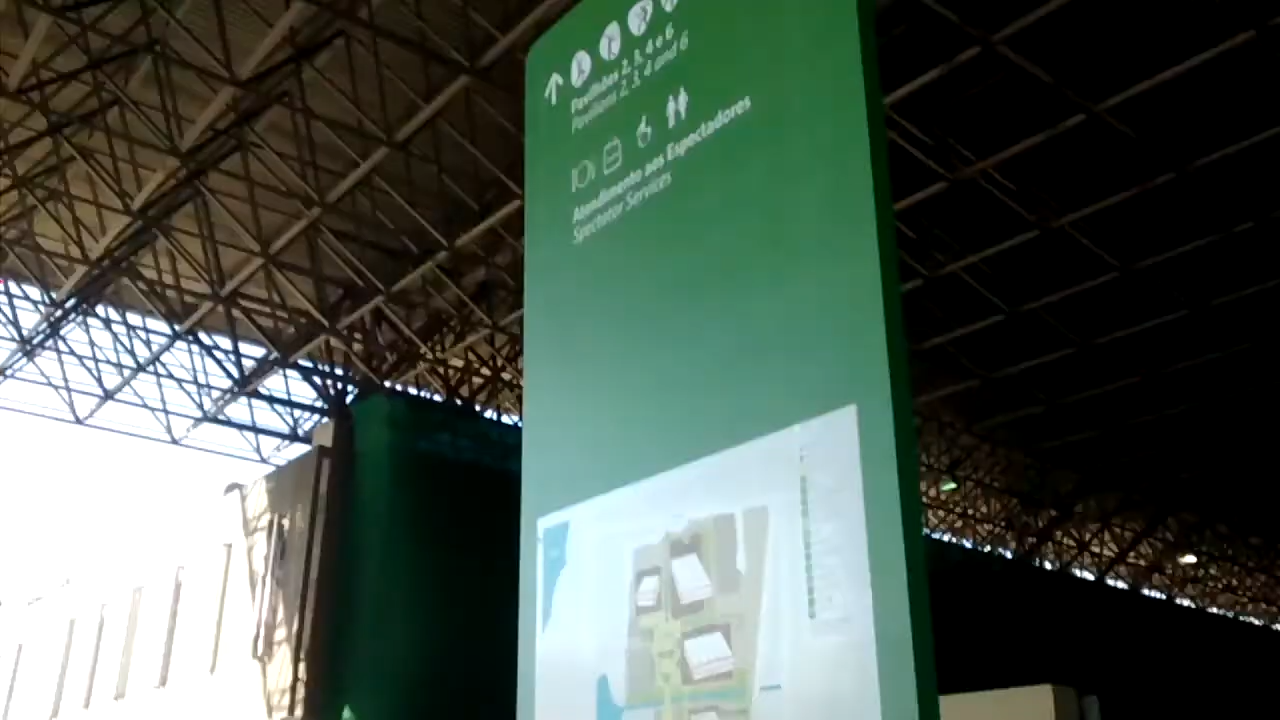 Pavilhões 2, 3, 4 e 6
Pavilions 2, 3, 4 and 6
Atendimento aos Espectadores
Spectator Services